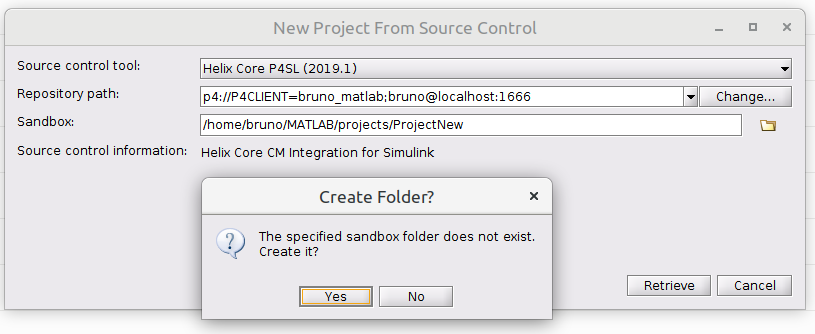 New Project From Source Control
Source control tool: Helix Core P4SL (2019.1)
Repository path: p4://P4CLIENT=bruno_matlab;bruno@localhost:1666 Change...
Sandbox: /home/bruno/MATLAB/projects/ProjectNew
Source control information: Helix Core CM Integration for Simulink
Create Folder?
The specified sandbox folder does not exist.
Create it?
Yes No
Retrieve Cancel